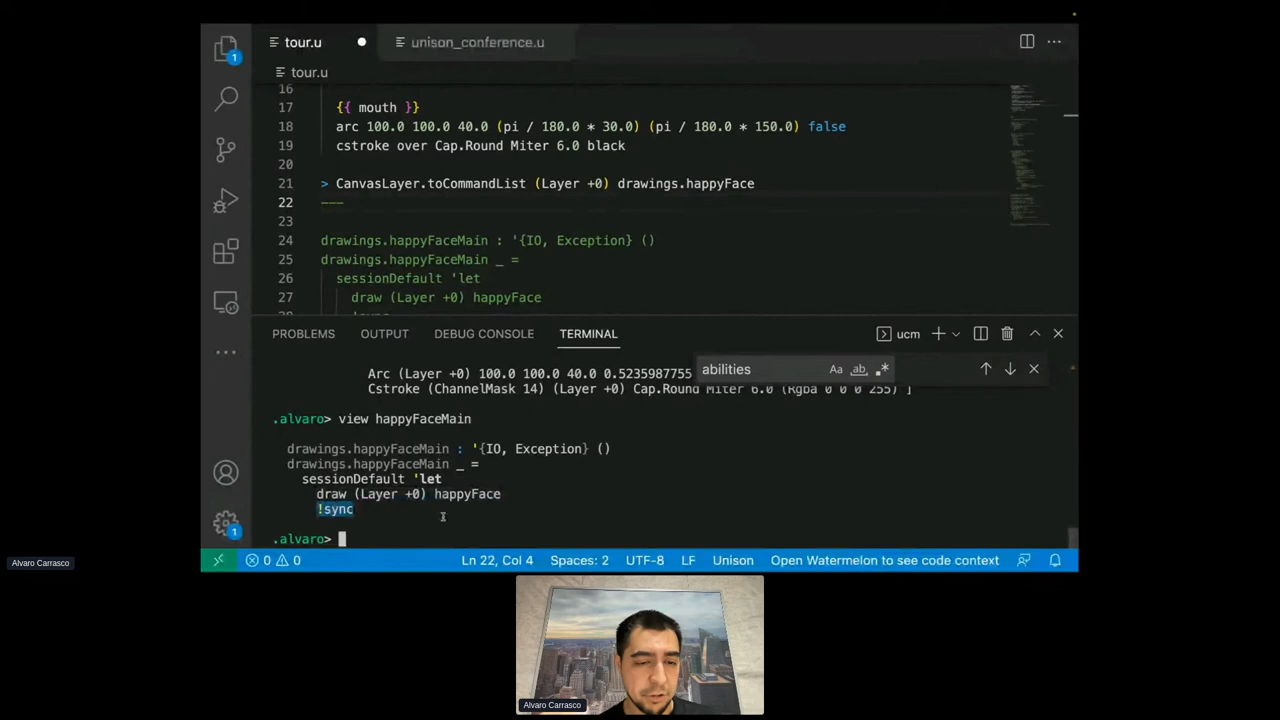 tour.u
unison_conference.u
1
tour.u
16
17 {{ mouth }}
18 arc 100.0 100.0 40.0 (pi / 180.0 * 30.0) (pi / 180.0 * 150.0) false
19 cstroke over Cap.Round Miter 6.0 black
20
21 > CanvasLayer.toCommandList (Layer +0) drawings.happyFace
22 ---
23
24 drawings.happyFaceMain : '{IO, Exception} ()
25 drawings.happyFaceMain _ =
26 sessionDefault 'let
27 draw (Layer +0) happyFace
PROBLEMS OUTPUT DEBUG CONSOLE TERMINAL ucm
abilities Aa ab .*
Arc (Layer +0) 100.0 100.0 40.0 0.5235987755
Cstroke (ChannelMask 14) (Layer +0) Cap.Round Miter 6.0 (Rgba 0 0 0 255) ]
.alvaro> view happyFaceMain
drawings.happyFaceMain : '{IO, Exception} ()
drawings.happyFaceMain _ =
sessionDefault 'let
draw (Layer +0) happyFace
!sync
.alvaro>
1
0 0 Ln 22, Col 4 Spaces: 2 UTF-8 LF Unison Open Watermelon to see code context
Alvaro Carrasco
Alvaro Carrasco